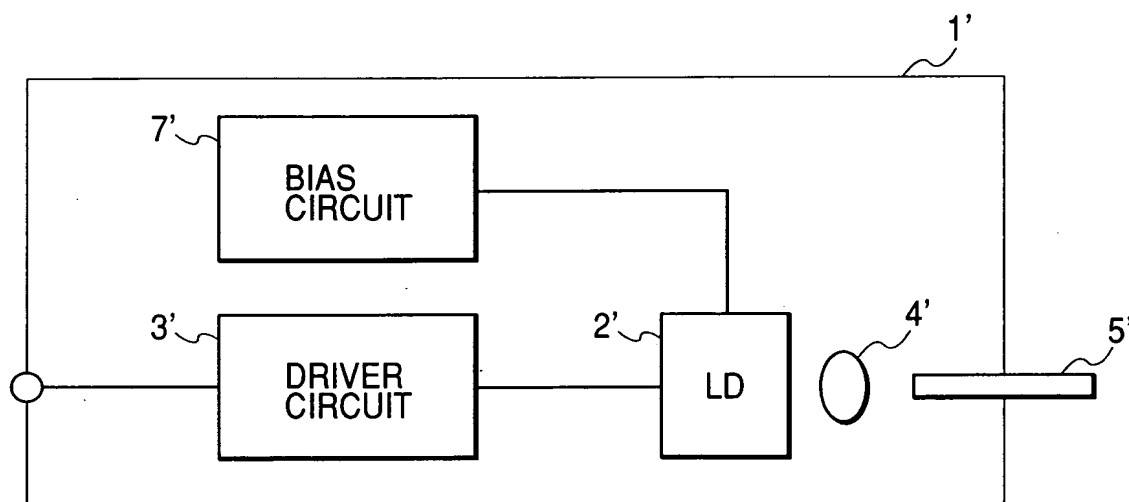 1'
7'
BIAS
CIRCUIT
3'
DRIVER
CIRCUIT
2'
LD
4'
5'